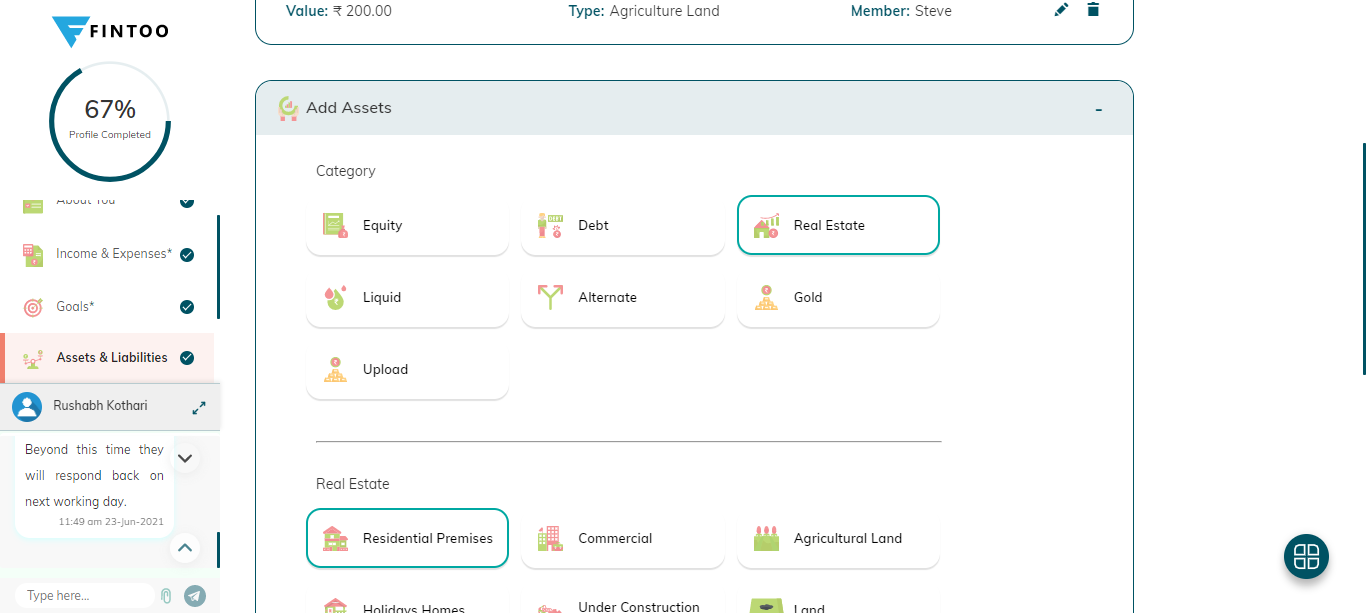 FINTOO
67%
Profile Completed
About You
Income & Expenses*
Goals*
Assets & Liabilities
Rushabh Kothari
Beyond this time they
will respond back on
next working day.
11:49 am 23-Jun-2021
Type here...
Value: ₹ 200.00 Type: Agriculture Land Member: Steve
Add Assets -
Category
Equity Debt Real Estate
Liquid Alternate Gold
Upload
Real Estate
Residential Premises Commercial Agricultural Land
Holidays Homes Under Construction Land